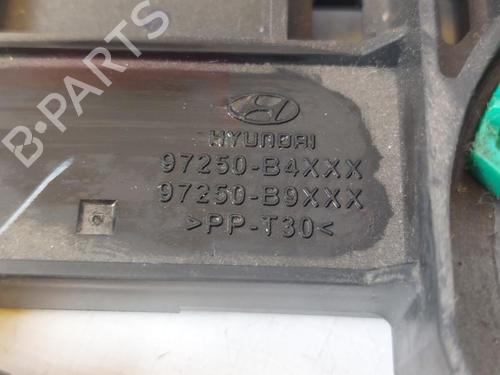 HYUNDAI
97250-B4XXX
97250-B9XXX
>PP-T30<
B-PARTS